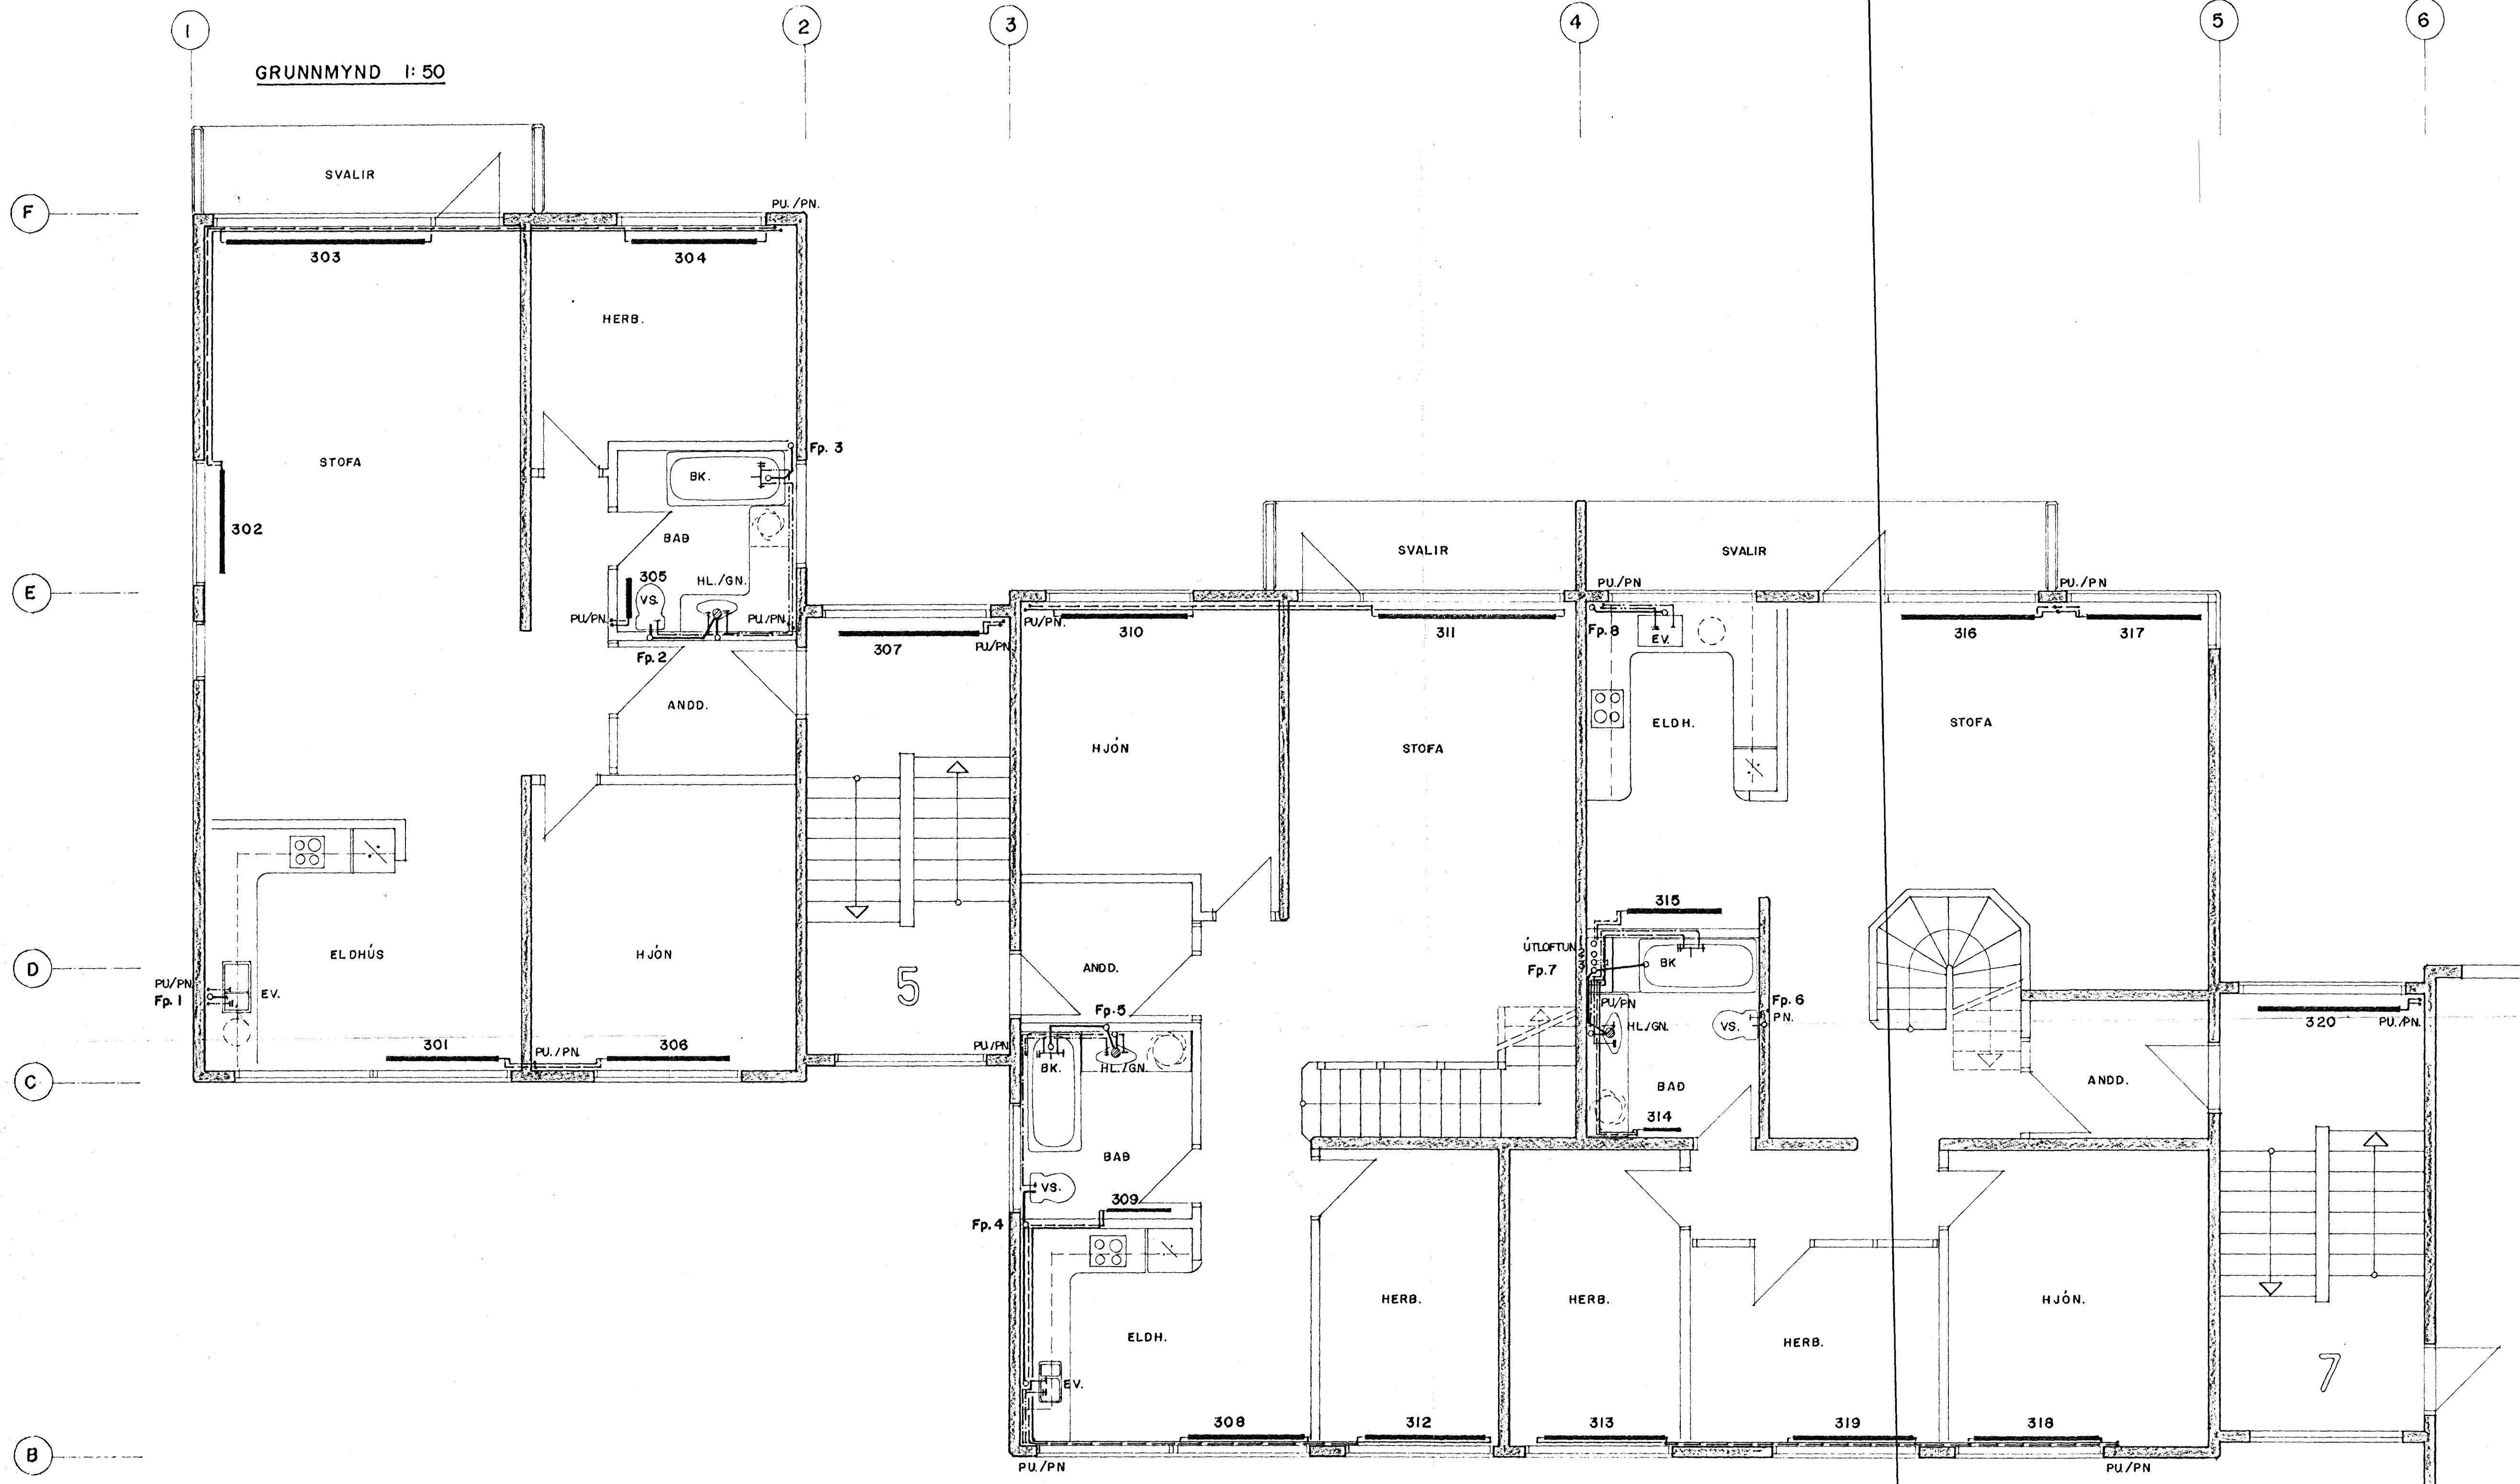 1
2
3
4
5
6
GRUNNMYND 1:50
SVALIR
F
PU./PN.
303
304
HERB.
STOFA
Fp. 3
BK.
302
BAÐ
305
HL./GN.
VS.
PU/PN.
PU/PN.
Fp. 2
ANDD.
E
307
PU/PN.
SVALIR
SVALIR
PU./PN
PU./PN
PU/PN.
310
311
Fp. 8
EV.
316
317
HJÓN
STOFA
ELDH.
STOFA
ELDHÚS
HJÓN
D
PU/PN.
Fp. 1
EV.
301
PU./PN.
306
C
5
ANDD.
Fp. 5
PU/PN
BK.
HL./GN.
BAÐ
VS.
309
Fp. 4
315
ÚTLOFTUN
Fp. 7
BK
PU/PN
HL./GN.
Fp. 6
PN.
VS.
BAÐ
314
320
PU./PN.
ANDD.
HERB.
HERB.
HJÓN.
ELDH.
HERB.
7
EV.
308
312
313
319
318
B
PU./PN
PU/PN